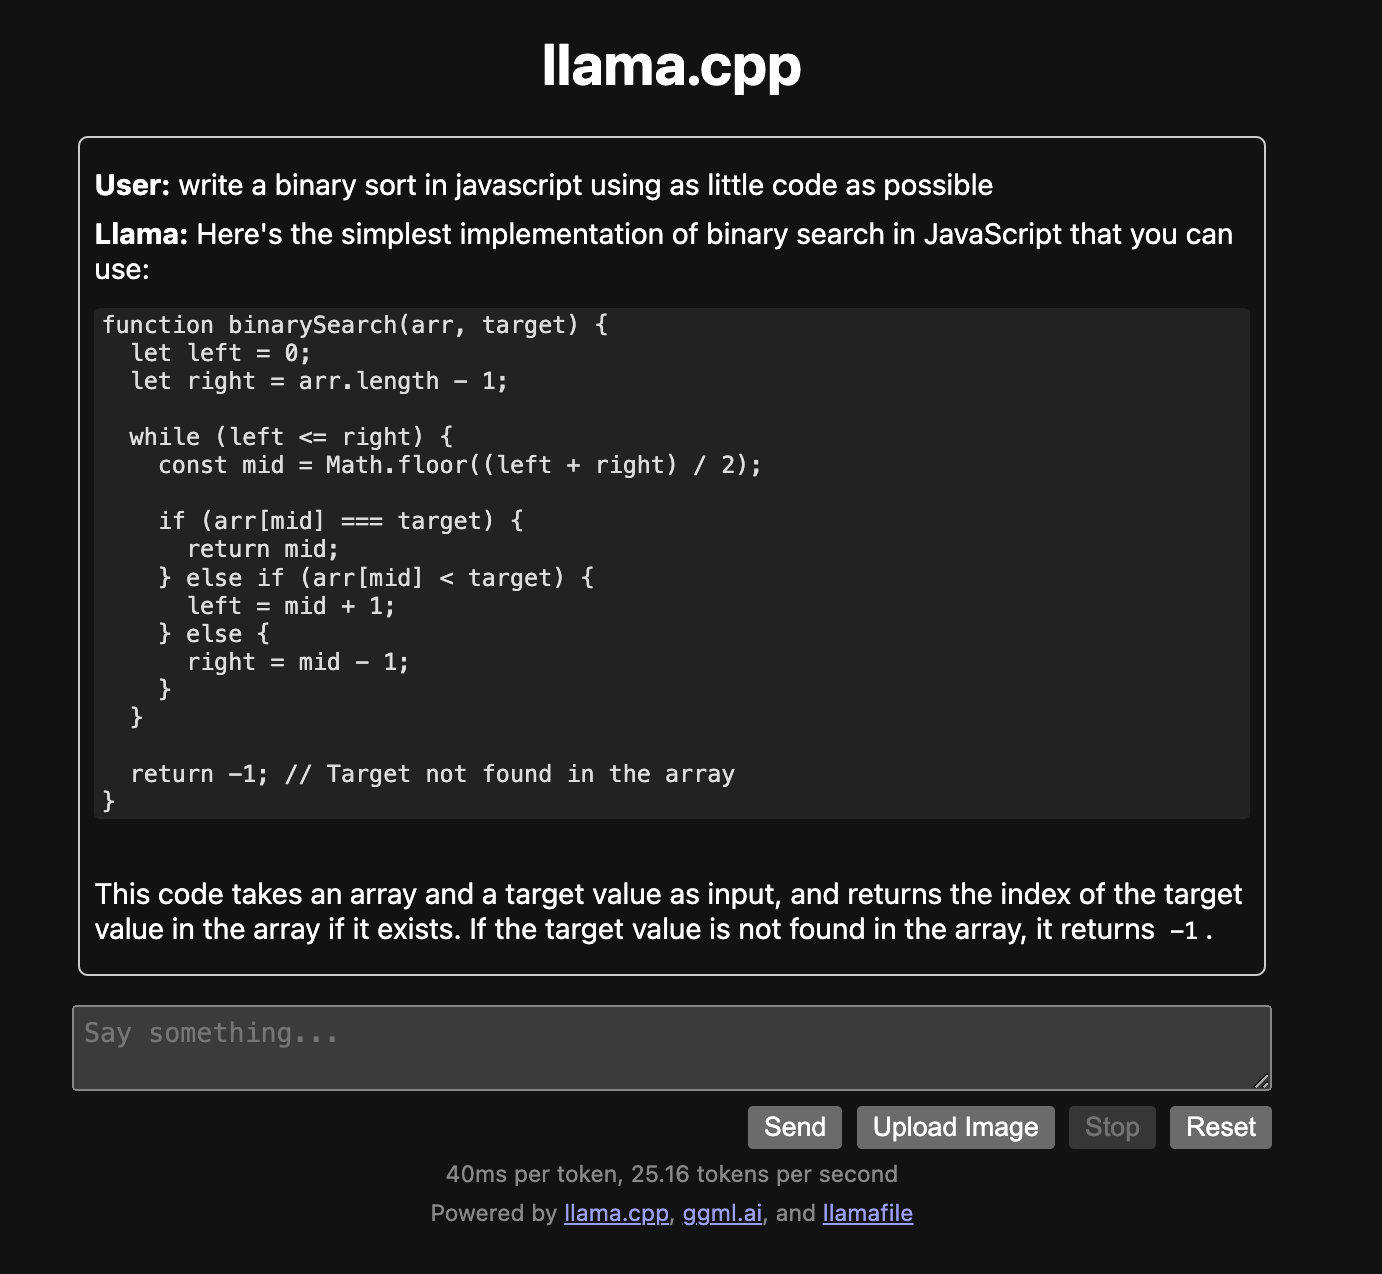 llama.cpp
User: write a binary sort in javascript using as little code as possible
Llama: Here's the simplest implementation of binary search in JavaScript that you can
use:
function binarySearch(arr, target) {
  let left = 0;
  let right = arr.length - 1;

  while (left <= right) {
    const mid = Math.floor((left + right) / 2);

    if (arr[mid] === target) {
      return mid;
    } else if (arr[mid] < target) {
      left = mid + 1;
    } else {
      right = mid - 1;
    }
  }

  return -1; // Target not found in the array
}
This code takes an array and a target value as input, and returns the index of the target
value in the array if it exists. If the target value is not found in the array, it returns -1.
Say something...
Send Upload Image Stop Reset
40ms per token, 25.16 tokens per second
Powered by llama.cpp, ggml.ai, and llamafile